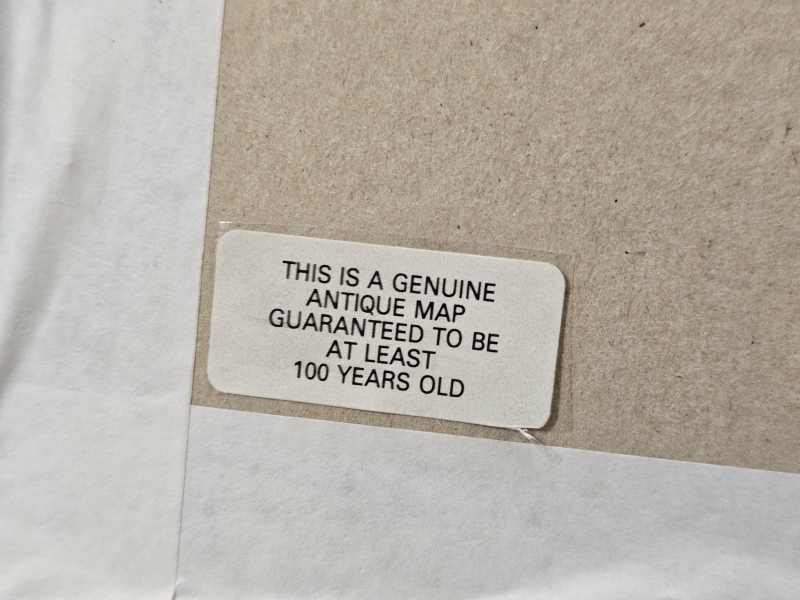 THIS IS A GENUINE
ANTIQUE MAP
GUARANTEED TO BE
AT LEAST
100 YEARS OLD